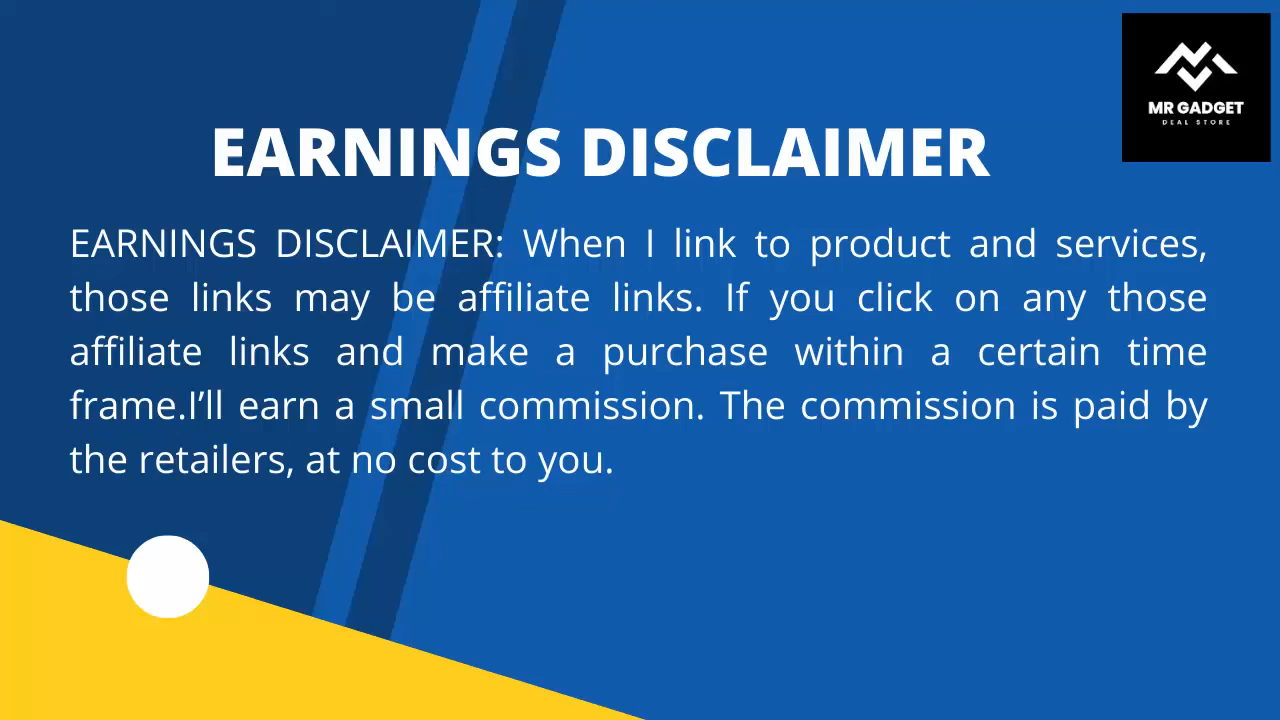 MR GADGET
DEAL STORE
EARNINGS DISCLAIMER
EARNINGS DISCLAIMER: When I link to product and services,
those links may be affiliate links. If you click on any those
affiliate links and make a purchase within a certain time
frame.I’ll earn a small commission. The commission is paid by
the retailers, at no cost to you.